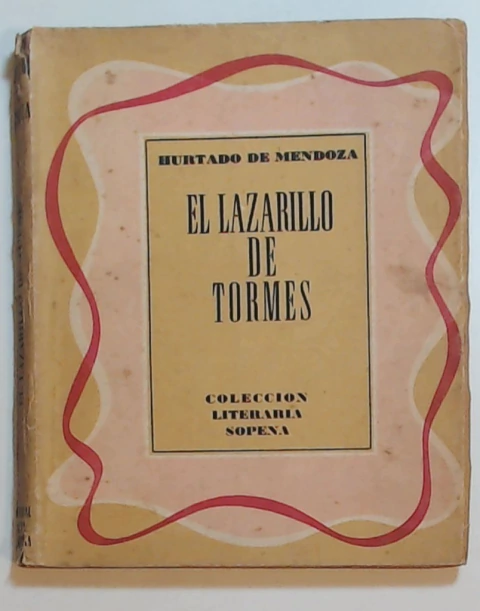 HURTADO DE MENDOZA
EL LAZARILLO
DE
TORMES
COLECCION
LITERARIA
SOPENA